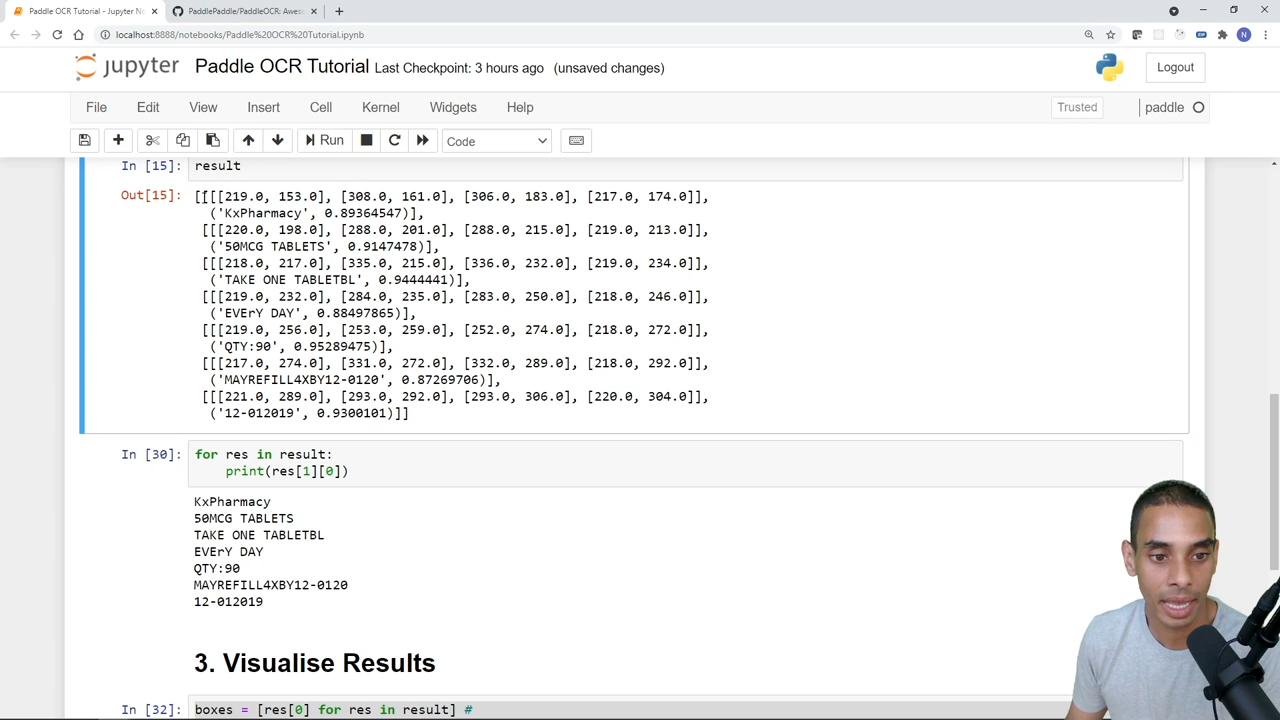 Paddle OCR Tutorial - Jupyter No
PaddlePaddle/PaddleOCR: Aweso
localhost:8888/notebooks/Paddle%20OCR%20Tutorial.ipynb
jupyter Paddle OCR Tutorial Last Checkpoint: 3 hours ago (unsaved changes) Logout
File Edit View Insert Cell Kernel Widgets Help Trusted paddle
Run Code
In [15]: result
Out[15]: [[[[219.0, 153.0], [308.0, 161.0], [306.0, 183.0], [217.0, 174.0]],
('KxPharmacy', 0.89364547)],
[[[220.0, 198.0], [288.0, 201.0], [288.0, 215.0], [219.0, 213.0]],
('50MCG TABLETS', 0.9147478)],
[[[218.0, 217.0], [335.0, 215.0], [336.0, 232.0], [219.0, 234.0]],
('TAKE ONE TABLETBL', 0.9444441)],
[[[219.0, 232.0], [284.0, 235.0], [283.0, 250.0], [218.0, 246.0]],
('EVErY DAY', 0.88497865)],
[[[219.0, 256.0], [253.0, 259.0], [252.0, 274.0], [218.0, 272.0]],
('QTY:90', 0.95289475)],
[[[217.0, 274.0], [331.0, 272.0], [332.0, 289.0], [218.0, 292.0]],
('MAYREFILL4XBY12-0120', 0.87269706)],
[[[221.0, 289.0], [293.0, 292.0], [293.0, 306.0], [220.0, 304.0]],
('12-012019', 0.9300101)]]
In [30]: for res in result:
print(res[1][0])
KxPharmacy
50MCG TABLETS
TAKE ONE TABLETBL
EVErY DAY
QTY:90
MAYREFILL4XBY12-0120
12-012019
3. Visualise Results
In [32]: boxes = [res[0] for res in result] #